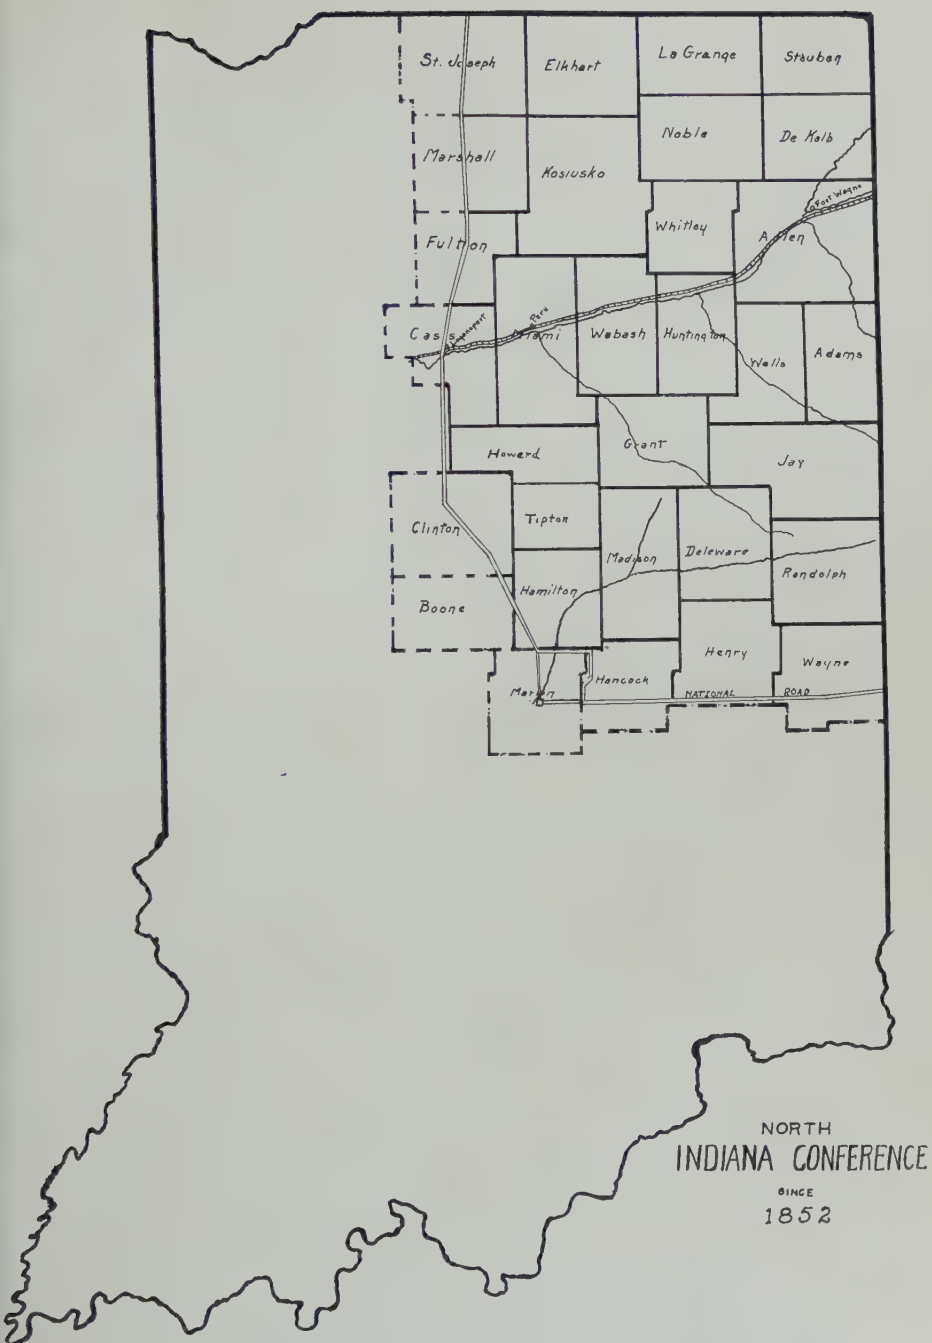 St. Joseph
Elkhart
La Grange
Steuben
Marshall
Kosiusko
Noble
De Kalb
Fort Wayne
Fulton
Whitley
Allen
Cass
Logansport
Peru
Miami
Wabash
Huntington
Wells
Adams
Howard
Grant
Jay
Clinton
Tipton
Madison
Deleware
Randolph
Boone
Hamilton
Henry
Wayne
Marion
Hancock
NATIONAL ROAD
NORTH
INDIANA CONFERENCE
SINCE
1852